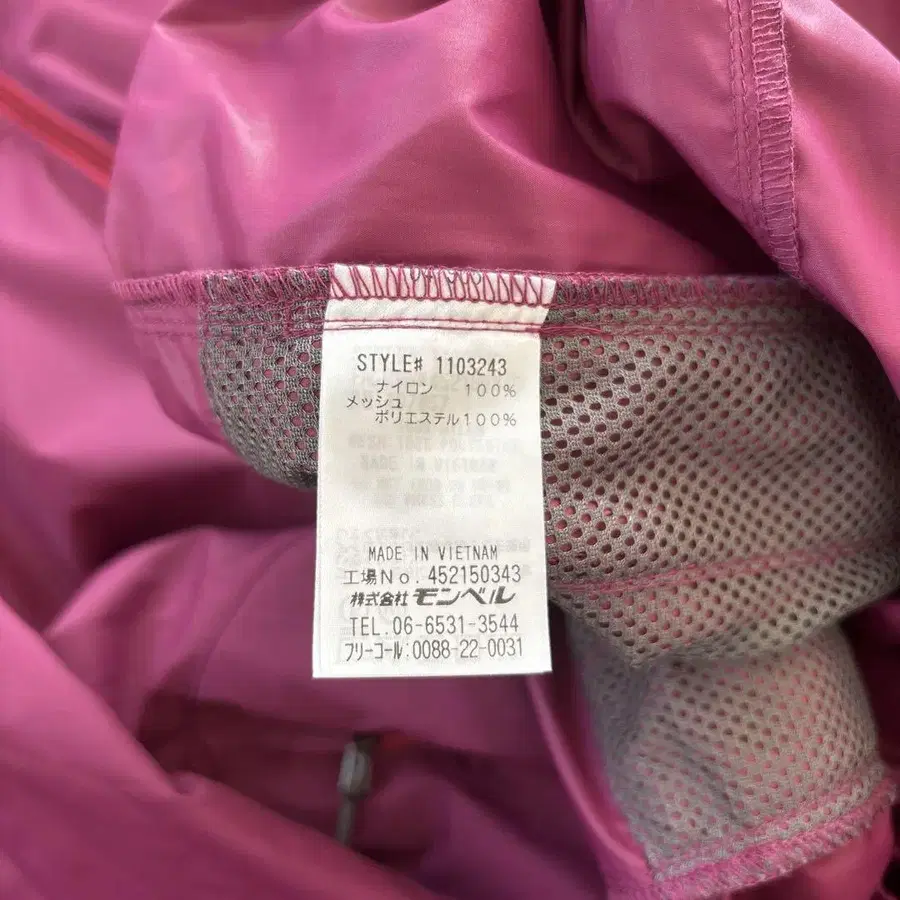 STYLE# 1103243
ナイロン 100%
メッシュ
ポリエステル100%
MADE IN VIETNAM
工場No. 452150343
株式会社 モンベル
TEL. 06-6531-3544
フリーコール:0088-22-0031